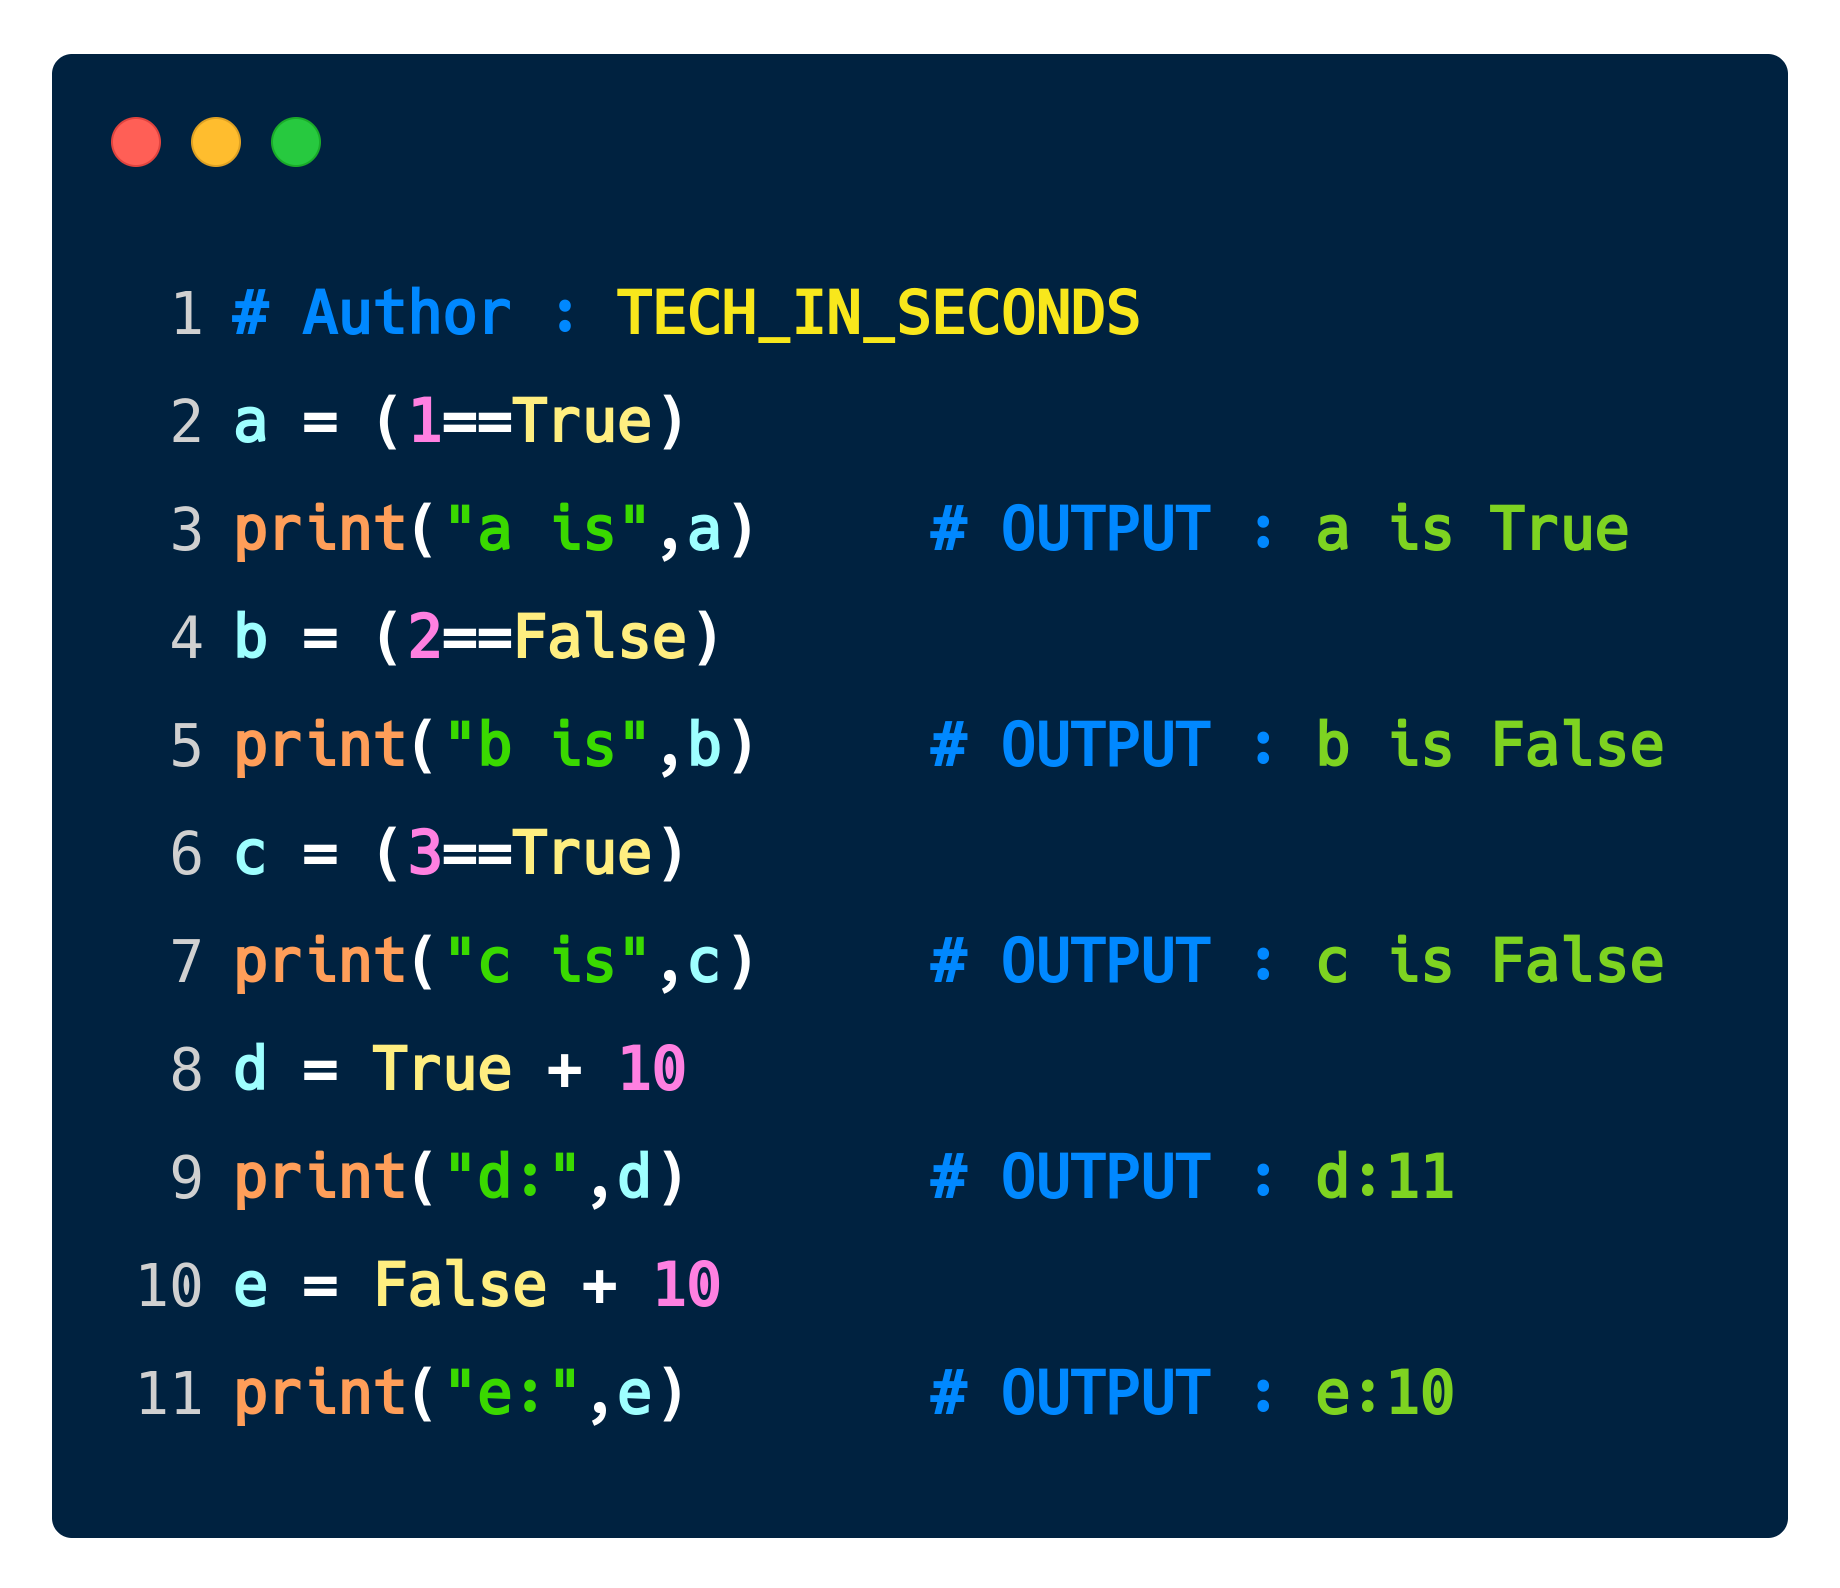 1 # Author : TECH_IN_SECONDS
2 a = (1==True)
3 print("a is",a)     # OUTPUT : a is True
4 b = (2==False)
5 print("b is",b)     # OUTPUT : b is False
6 c = (3==True)
7 print("c is",c)     # OUTPUT : c is False
8 d = True + 10
9 print("d:",d)       # OUTPUT : d:11
10 e = False + 10
11 print("e:",e)       # OUTPUT : e:10